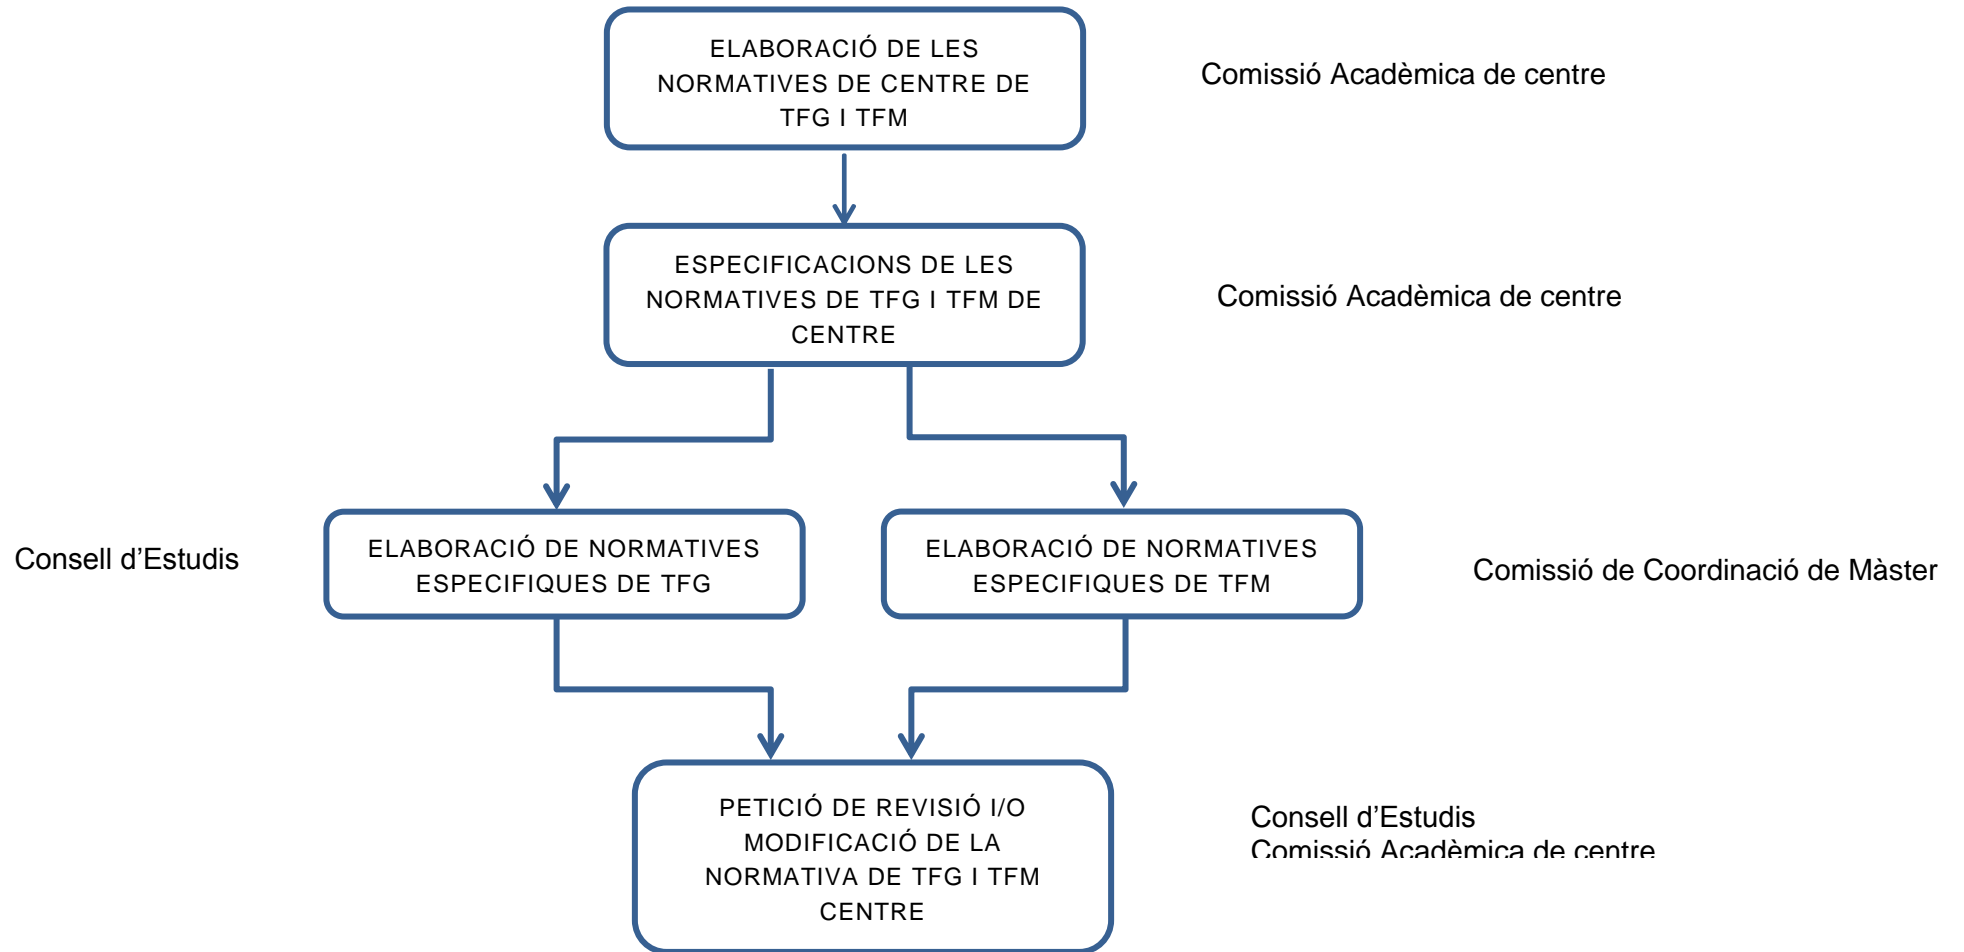 ELABORACIÓ DE LES
NORMATIVES DE CENTRE DE
TFG I TFM
Comissió Acadèmica de centre
ESPECIFICACIONS DE LES
NORMATIVES DE TFG I TFM DE
CENTRE
Comissió Acadèmica de centre
Consell d’Estudis
ELABORACIÓ DE NORMATIVES
ESPECIFIQUES DE TFG
ELABORACIÓ DE NORMATIVES
ESPECIFIQUES DE TFM
Comissió de Coordinació de Màster
PETICIÓ DE REVISIÓ I/O
MODIFICACIÓ DE LA
NORMATIVA DE TFG I TFM
CENTRE
Consell d’Estudis
Comissió Acadèmica de centre